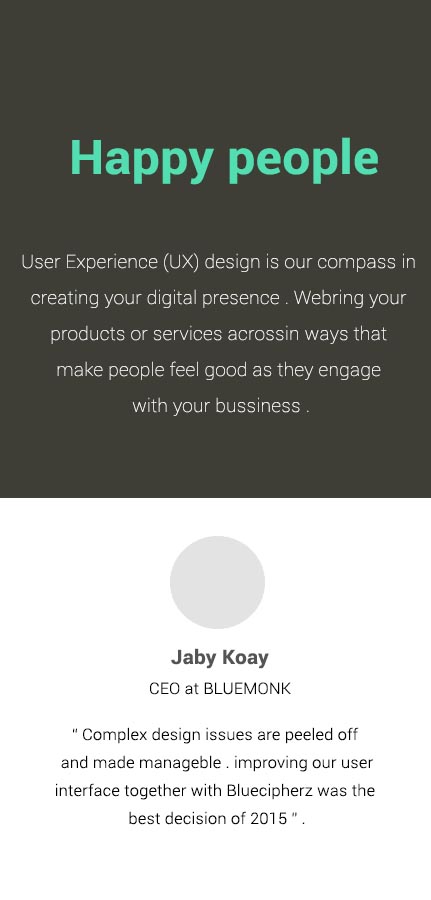 Happy people
User Experience (UX) design is our compass in
creating your digital presence . Webring your
products or services acrossin ways that
make people feel good as they engage
with your bussiness .
Jaby Koay
CEO at BLUEMONK
“ Complex design issues are peeled off
and made manageble . improving our user
interface together with Bluecipherz was the
best decision of 2015 ” .